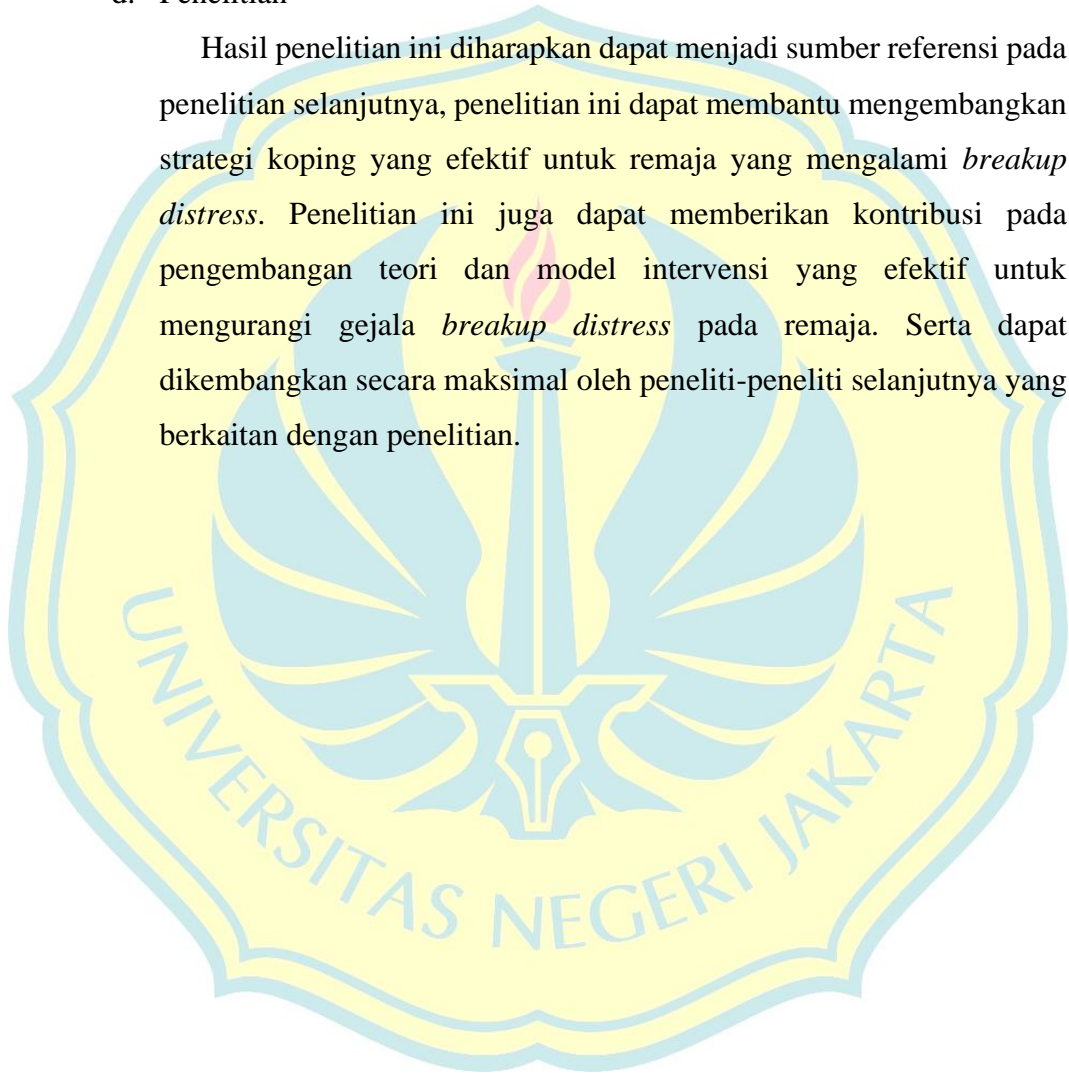 d. Penelitian
Hasil penelitian ini diharapkan dapat menjadi sumber referensi pada
penelitian selanjutnya, penelitian ini dapat membantu mengembangkan
strategi koping yang efektif untuk remaja yang mengalami breakup
distress. Penelitian ini juga dapat memberikan kontribusi pada
pengembangan teori dan model intervensi yang efektif untuk
mengurangi gejala breakup distress pada remaja. Serta dapat
dikembangkan secara maksimal oleh peneliti-peneliti selanjutnya yang
berkaitan dengan penelitian.
UNIVERSITAS NEGERI JAKARTA